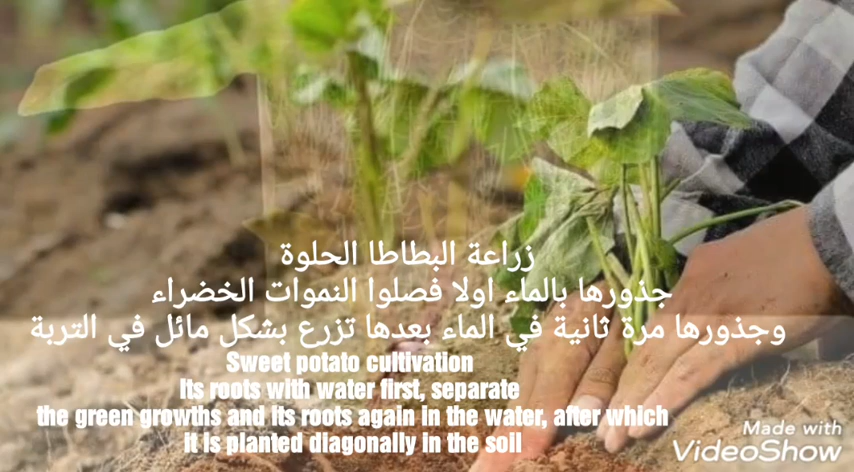 زراعة البطاطا الحلوة
جذورها بالماء اولا فصلوا النموات الخضراء
وجذورها مرة ثانية في الماء بعدها تزرع بشكل مائل في التربة
Sweet potato cultivation
Its roots with water first, separate
the green growths and its roots again in the water, after which
it is planted diagonally in the soil
Made with
VideoShow